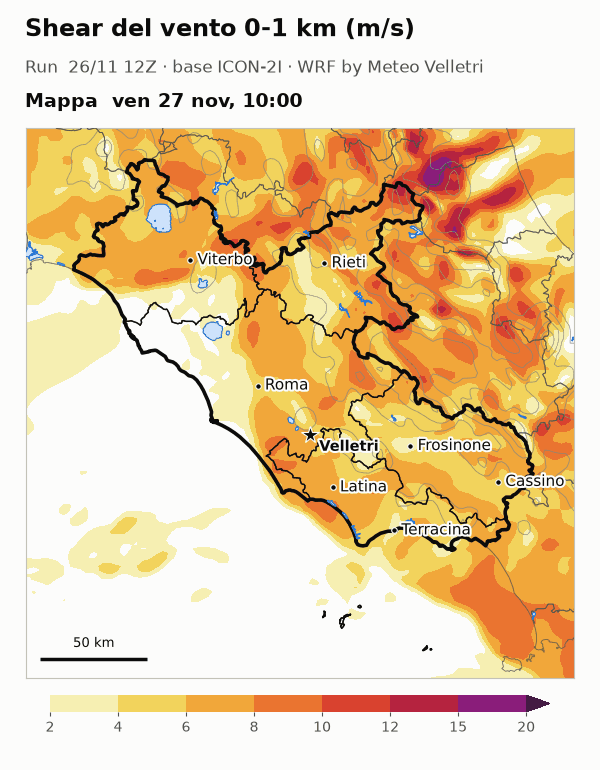 Shear del vento 0-1 km (m/s)
Run  26/11 12Z · base ICON-2I · WRF by Meteo Velletri
Mappa  ven 27 nov, 10:00
Viterbo
Rieti
Roma
Velletri
Frosinone
Cassino
Latina
Terracina
50 km
2 4 6 8 10 12 15 20